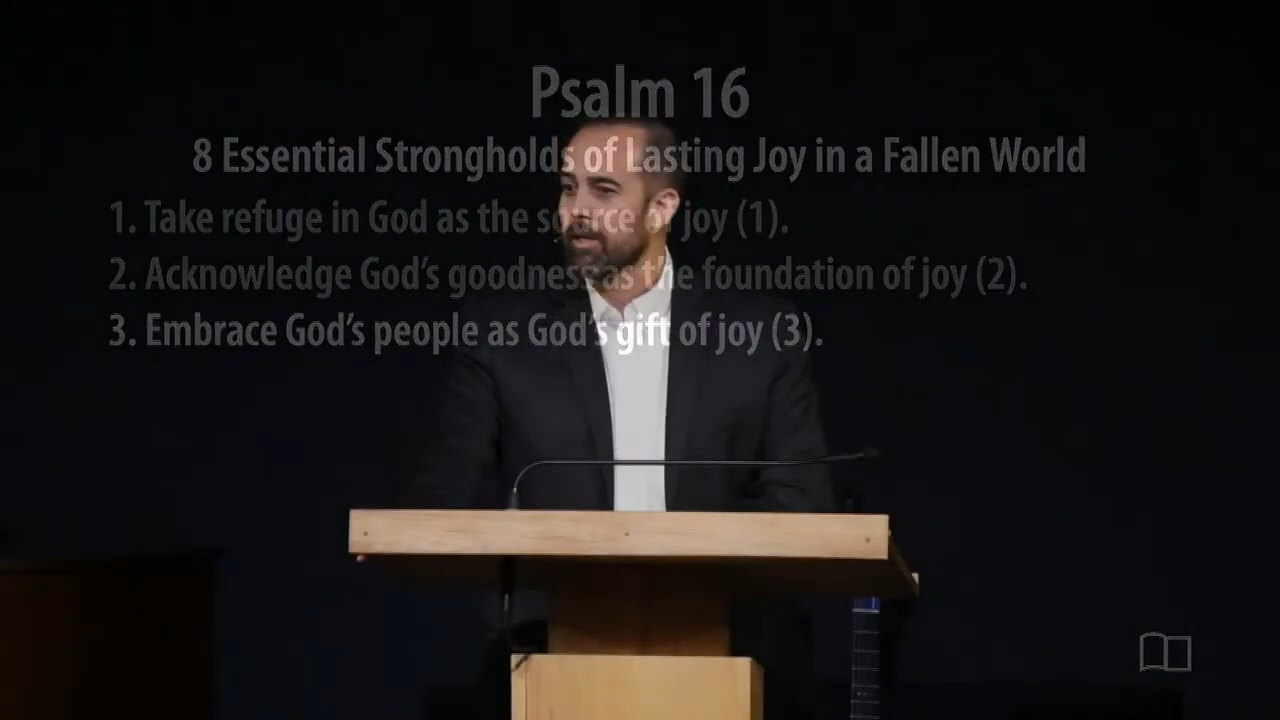 Psalm 16
8 Essential Strongholds of Lasting Joy in a Fallen World
1. Take refuge in God as the source of joy (1).
2. Acknowledge God's goodness as the foundation of joy (2).
3. Embrace God's people as God's gift of joy (3).